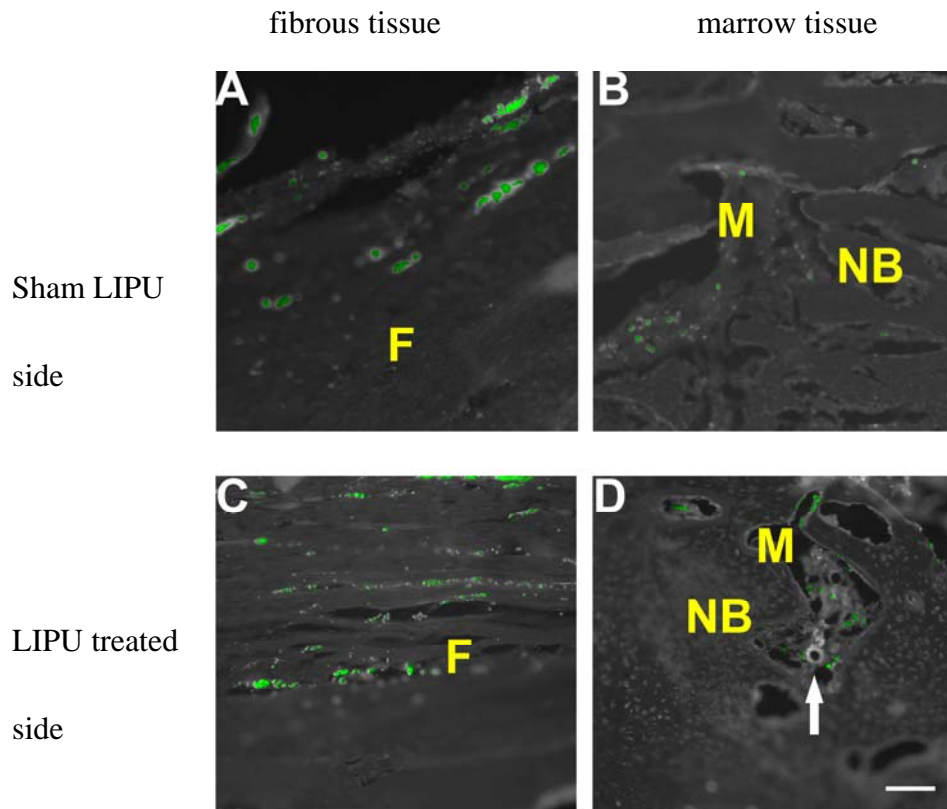 fibrous tissue
marrow tissue
A
B
M
NB
Sham LIPU
side
F
C
D
M
NB
LIPU treated
side
F